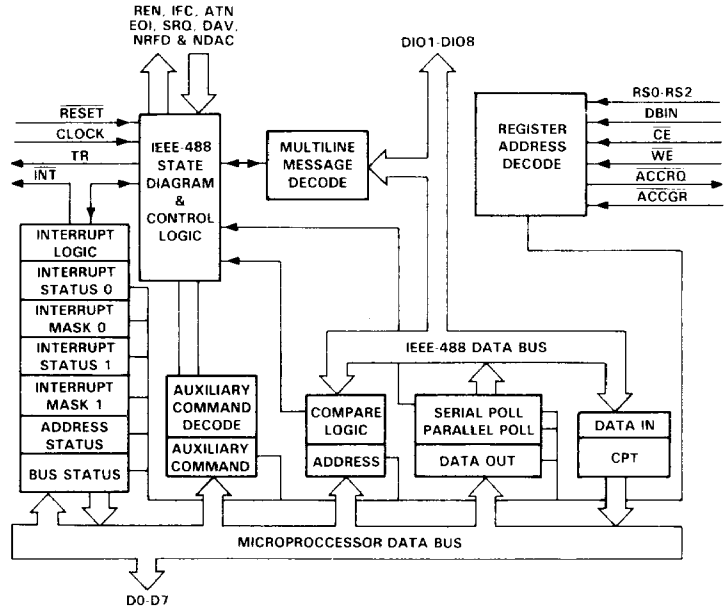 REN, IFC, ATN
EOI, SRQ, DAV,
NRFD & NDAC
DIO1-DIO8
RESET
CLOCK
TR
INT
IEEE-488
STATE
DIAGRAM
&
CONTROL
LOGIC
MULTILINE
MESSAGE
DECODE
REGISTER
ADDRESS
DECODE
RS0-RS2
DBIN
CE
WE
ACCRQ
ACCGR
INTERRUPT
LOGIC
INTERRUPT
STATUS 0
INTERRUPT
MASK 0
INTERRUPT
STATUS 1
INTERRUPT
MASK 1
ADDRESS
STATUS
BUS STATUS
IEEE-488 DATA BUS
AUXILIARY
COMMAND
DECODE
AUXILIARY
COMMAND
COMPARE
LOGIC
ADDRESS
SERIAL POLL
PARALLEL POLL
DATA OUT
DATA IN
CPT
MICROPROCCESSOR DATA BUS
D0-D7